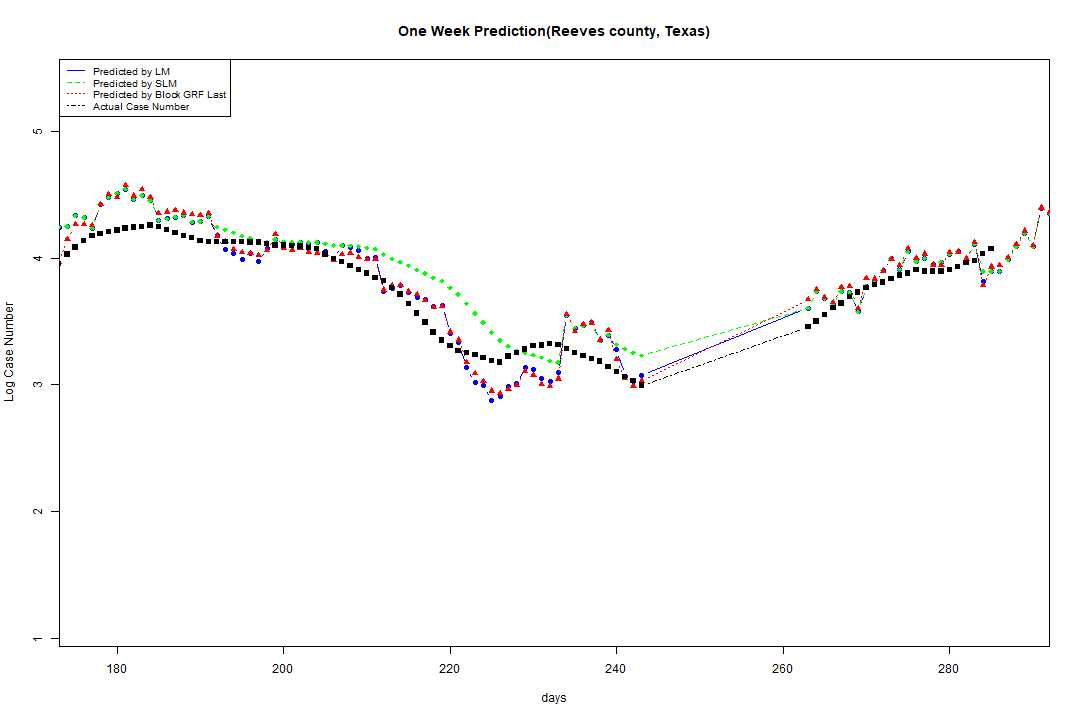 One Week Prediction(Reeves county, Texas)
Predicted by LM
Predicted by SLM
Predicted by Block GRF Last
Actual Case Number
5
4
3
2
1
Log Case Number
180 200 220 240 260 280
days